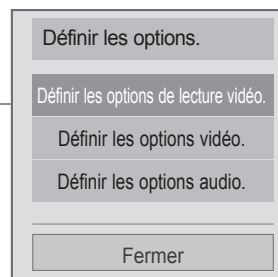 Définir les options.
Définir les options de lecture vidéo.
Définir les options vidéo.
Définir les options audio.
Fermer